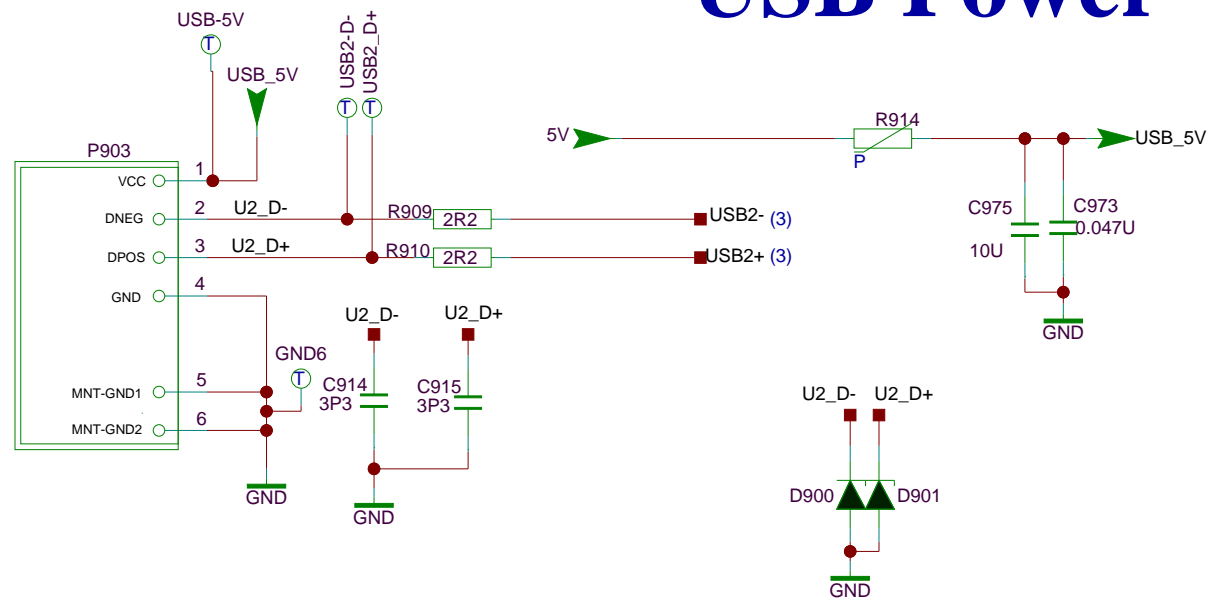 USB Power
USB-5V
T
USB_5V
USB2-D-
USB2_D+
T
T
5V
R914
P
USB_5V
P903
VCC
1
DNEG
2
U2_D-
R909
2R2
USB2-
(3)
DPOS
3
U2_D+
R910
2R2
USB2+
(3)
C975
10U
C973
0.047U
GND
GND
4
U2_D-
U2_D+
GND6
T
C914
3P3
C915
3P3
MNT-GND1
5
MNT-GND2
6
GND
GND
U2_D-
U2_D+
D900
D901
GND